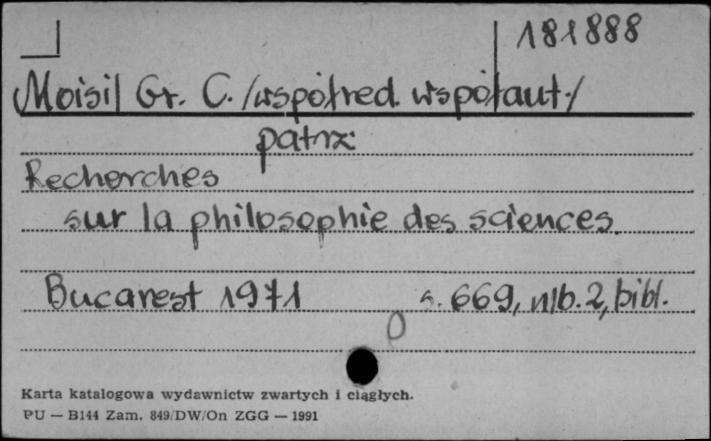 181888
Moisil Gr. C. /współred. współaut./
patrz
Recherches
sur la philosophie des sciences.
Bucarest 1971 s. 669, nlb. 2, bibl.
Karta katalogowa wydawnictw zwartych i ciągłych.
PU — B144 Zam. 849/DW/On ZGG — 1991